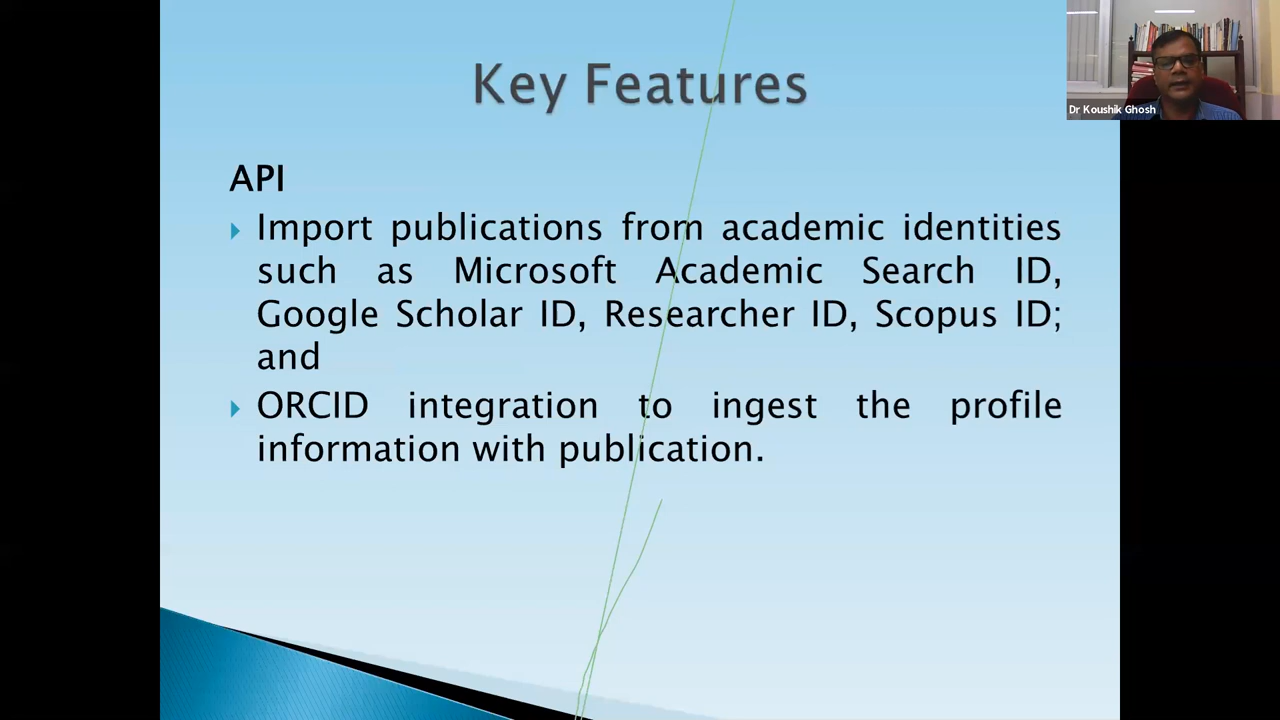 Key Features
Dr Koushik Ghosh
API
Import publications from academic identities
such as Microsoft Academic Search ID,
Google Scholar ID, Researcher ID, Scopus ID;
and
ORCID integration to ingest the profile
information with publication.